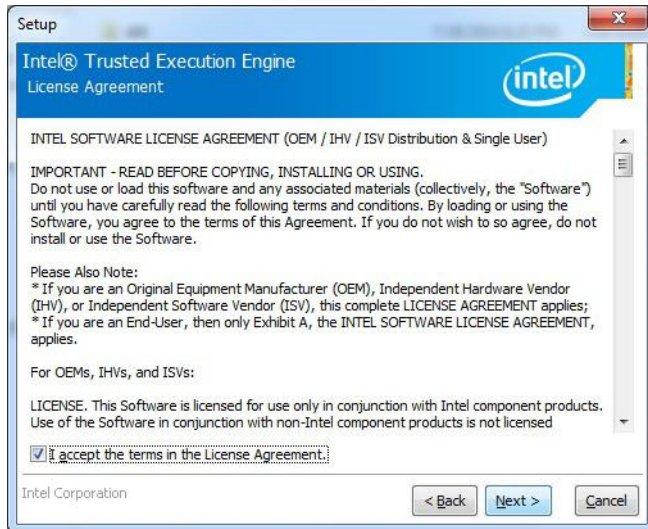 Setup
Intel® Trusted Execution Engine
License Agreement
intel
INTEL SOFTWARE LICENSE AGREEMENT (OEM / IHV / ISV Distribution & Single User)
IMPORTANT - READ BEFORE COPYING, INSTALLING OR USING.
Do not use or load this software and any associated materials (collectively, the "Software")
until you have carefully read the following terms and conditions. By loading or using the
Software, you agree to the terms of this Agreement. If you do not wish to so agree, do not
install or use the Software.
Please Also Note:
* If you are an Original Equipment Manufacturer (OEM), Independent Hardware Vendor
(IHV), or Independent Software Vendor (ISV), this complete LICENSE AGREEMENT applies;
* If you are an End-User, then only Exhibit A, the INTEL SOFTWARE LICENSE AGREEMENT,
applies.
For OEMs, IHVs, and ISVs:
LICENSE. This Software is licensed for use only in conjunction with Intel component products.
Use of the Software in conjunction with non-Intel component products is not licensed
I accept the terms in the License Agreement.
Intel Corporation
< Back
Next >
Cancel